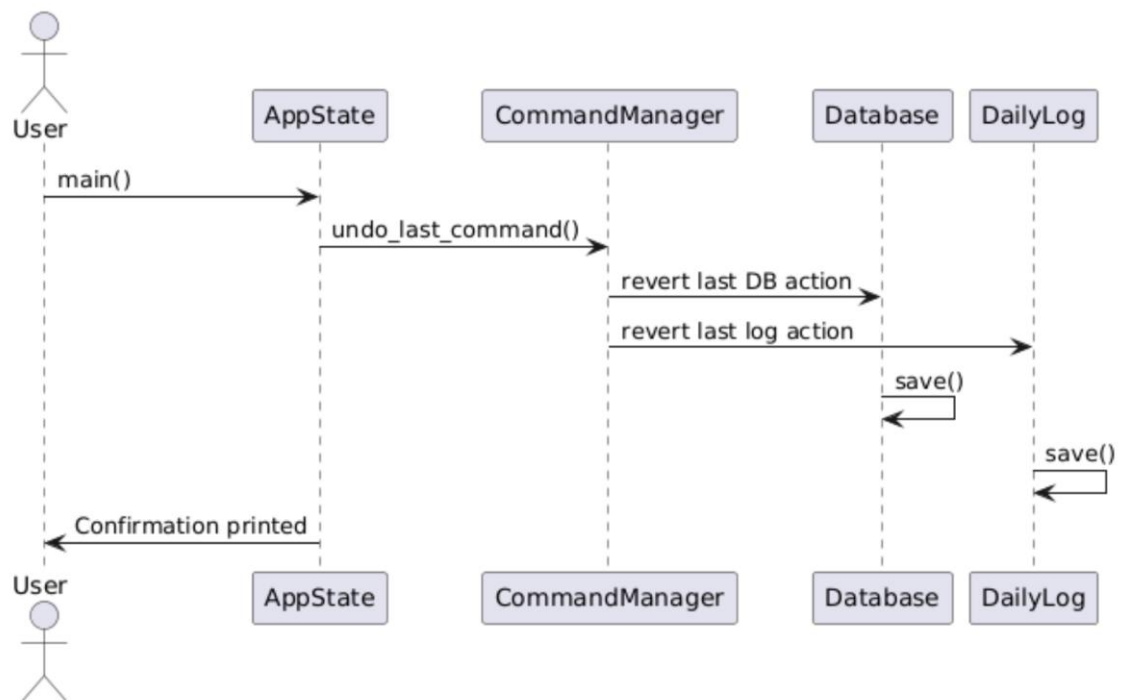 User
AppState
CommandManager
Database
DailyLog
main()
undo_last_command()
revert last DB action
revert last log action
save()
save()
Confirmation printed
User
AppState
CommandManager
Database
DailyLog